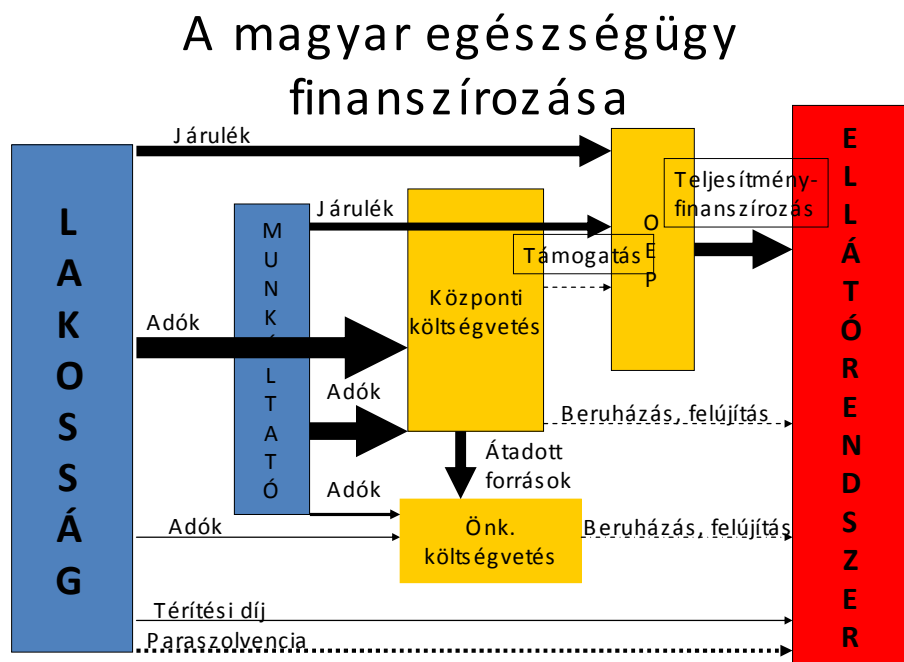 A magyar egészségügy
finanszírozása
Járulék
LAKOSSÁG
MUNKÁLTATÓ
Járulék
Központi
költségvetés
Támogatás
OEP
Teljesítmény-
finanszírozás
ELLÁTÓRENDSZER
Adók
Adók
Beruházás, felújítás
Átadott
források
Adók
Adók
Önk.
költségvetés
Beruházás, felújítás
Térítési díj
Paraszolvencia